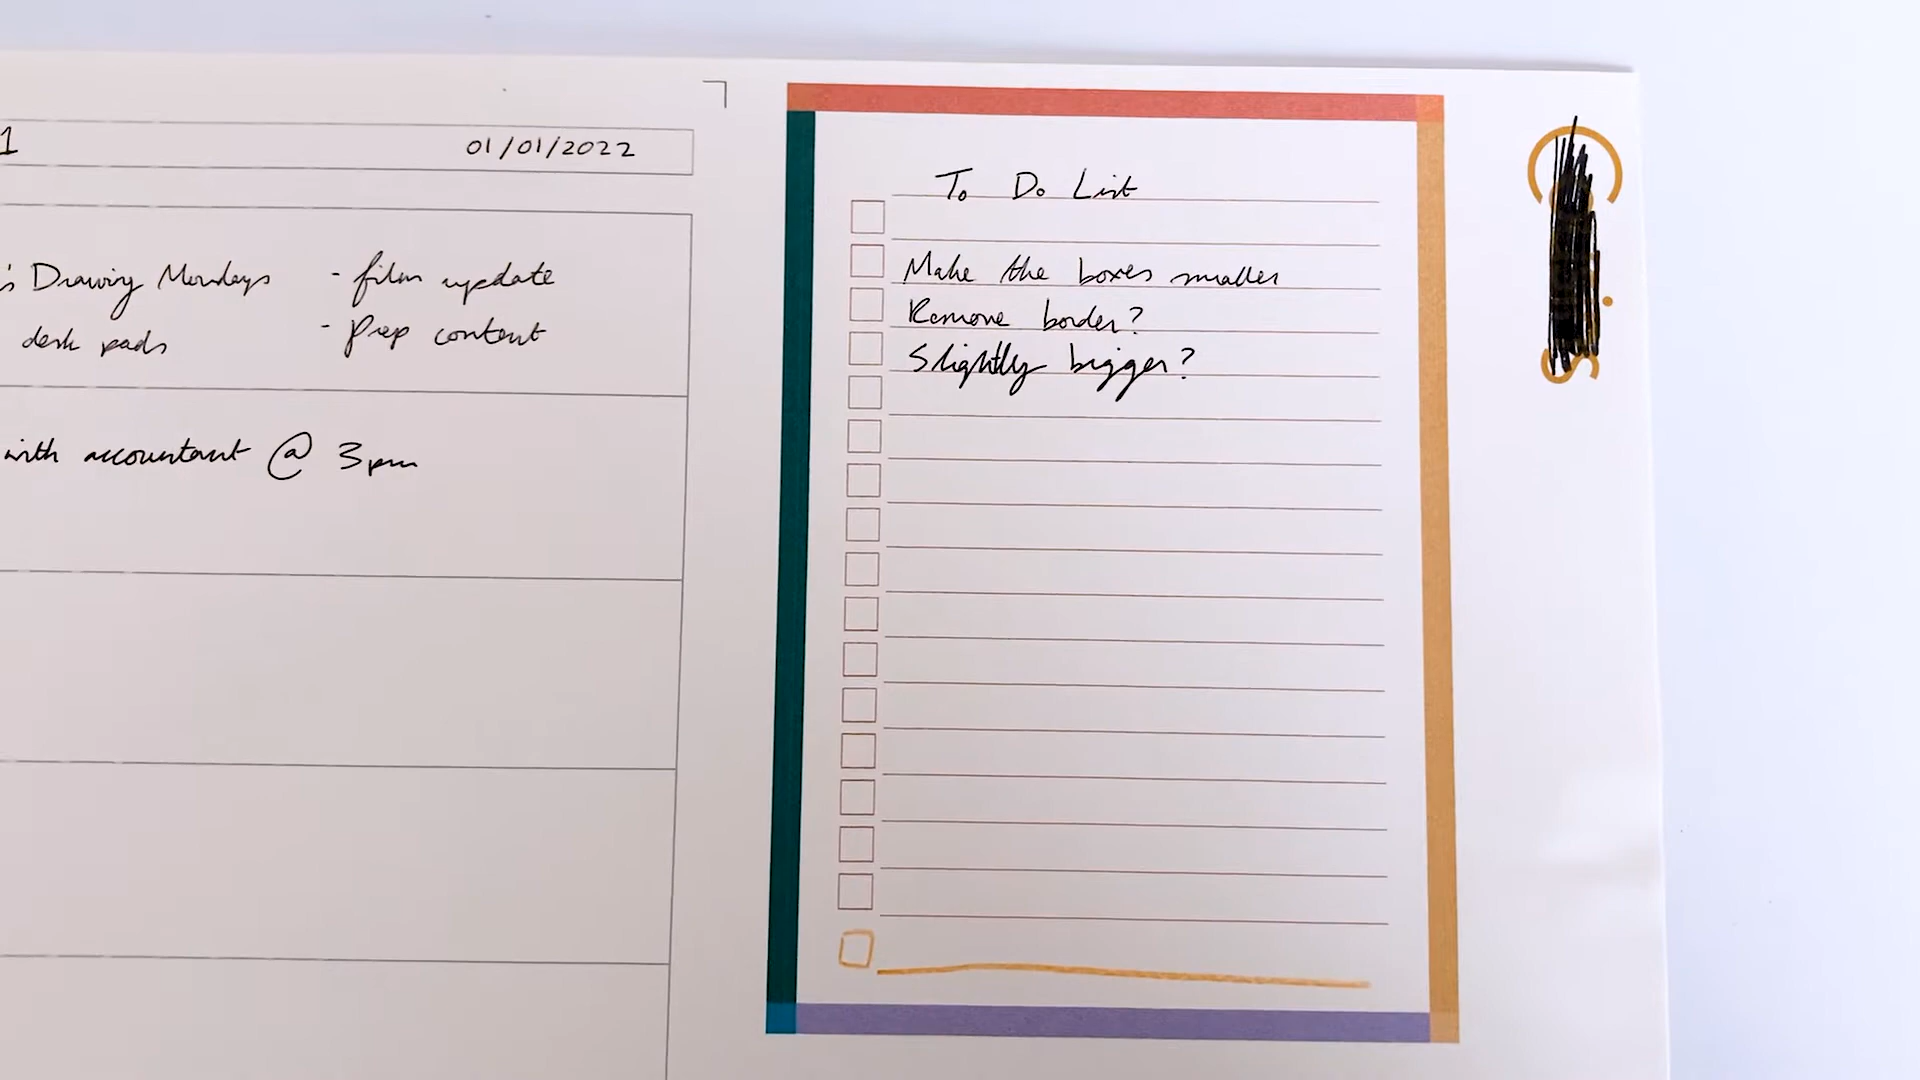 1
01/01/2022
's Drawing Mondays
- film update
desk pads
- Prep content
with accountant @ 3pm
To Do List
Make the boxes smaller
Remove border?
Slightly bigger?